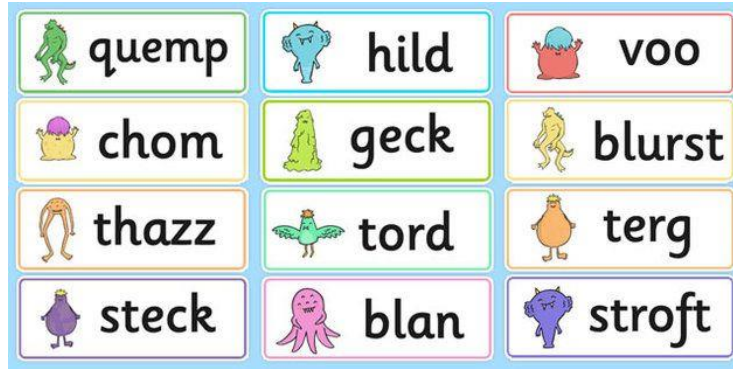 quemp
hild
voo
chom
geck
blurst
thazz
tord
terg
steck
blan
stroft